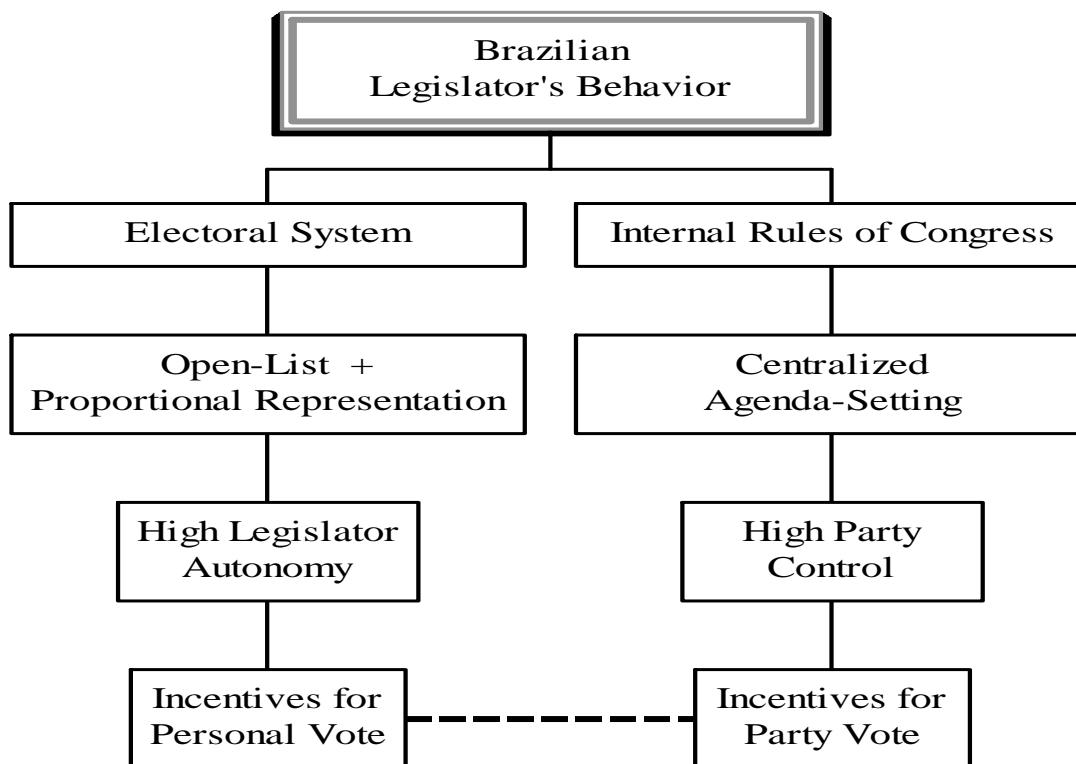 Brazilian
Legislator's Behavior
Electoral System
Internal Rules of Congress
Open-List +
Proportional Representation
Centralized
Agenda-Setting
High Legislator
Autonomy
High Party
Control
Incentives for
Personal Vote
Incentives for
Party Vote